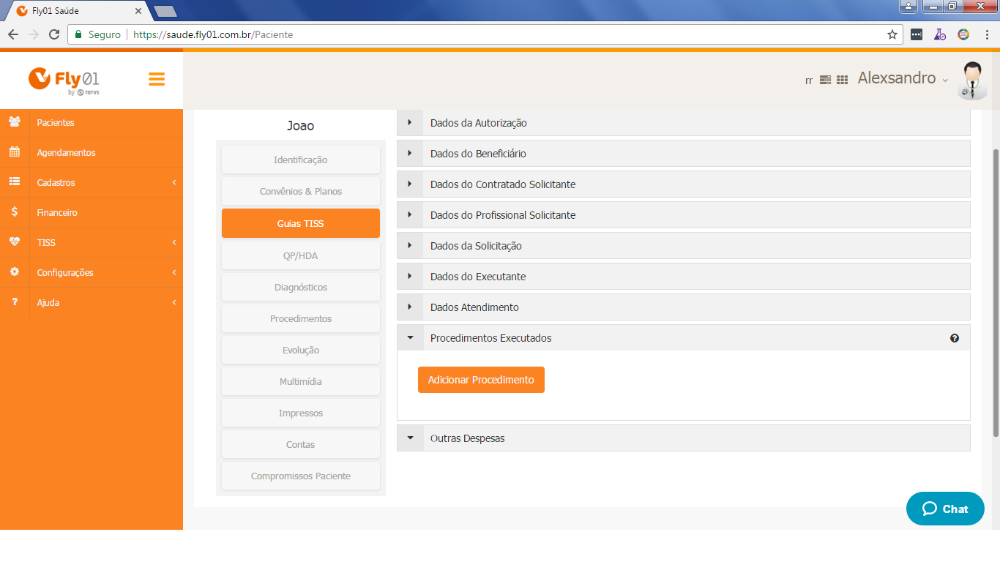 Fly01 Saúde
Seguro
https://saude.fly01.com.br/Paciente
Fly01
by TOTVS
rr
Alexsandro
Pacientes
Agendamentos
Cadastros
Financeiro
TISS
Configurações
Ajuda
Joao
Identificação
Convênios & Planos
Guias TISS
QP/HDA
Diagnósticos
Procedimentos
Evolução
Multimídia
Impressos
Contas
Compromissos Paciente
Dados da Autorização
Dados do Beneficiário
Dados do Contratado Solicitante
Dados do Profissional Solicitante
Dados da Solicitação
Dados do Executante
Dados Atendimento
Procedimentos Executados
Adicionar Procedimento
Outras Despesas
Chat